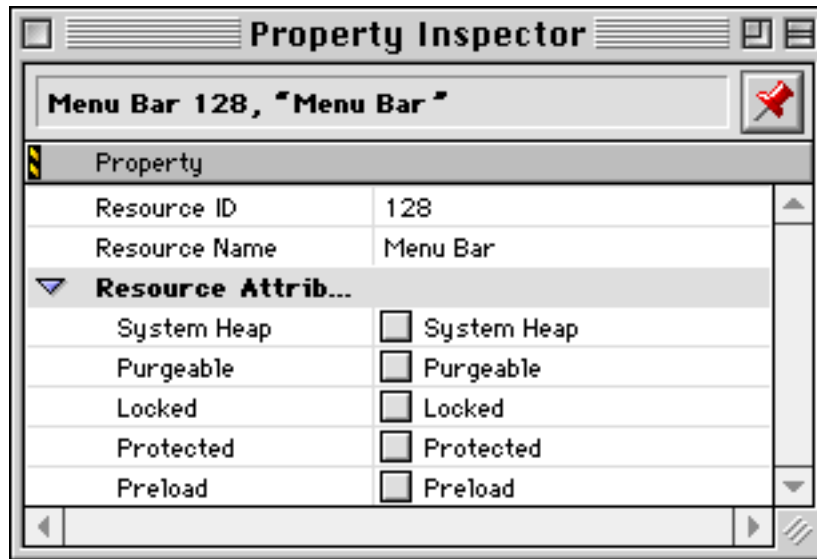 Property Inspector
Menu Bar 128, "Menu Bar"
Property
Resource ID 128
Resource Name Menu Bar
Resource Attrib...
System Heap System Heap
Purgeable Purgeable
Locked Locked
Protected Protected
Preload Preload